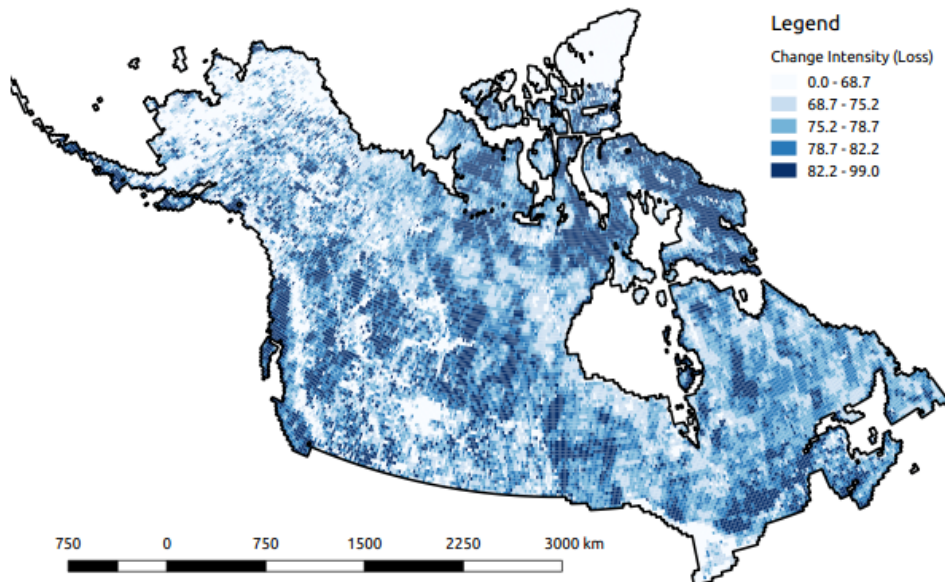 Legend
Change Intensity (Loss)
0.0 - 68.7
68.7 - 75.2
75.2 - 78.7
78.7 - 82.2
82.2 - 99.0
750 0 750 1500 2250 3000 km